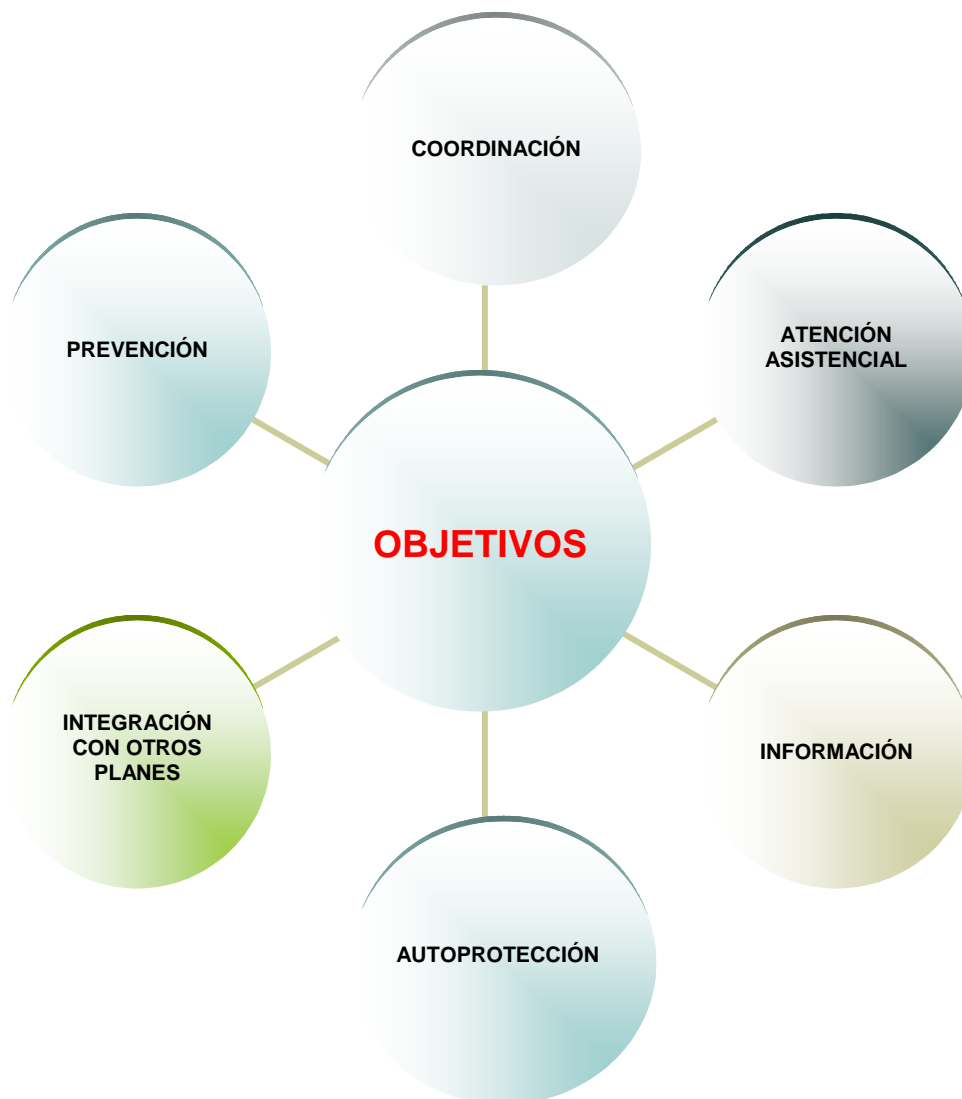 COORDINACIÓN
PREVENCIÓN
ATENCIÓN
ASISTENCIAL
OBJETIVOS
INTEGRACIÓN
CON OTROS
PLANES
INFORMACIÓN
AUTOPROTECCIÓN